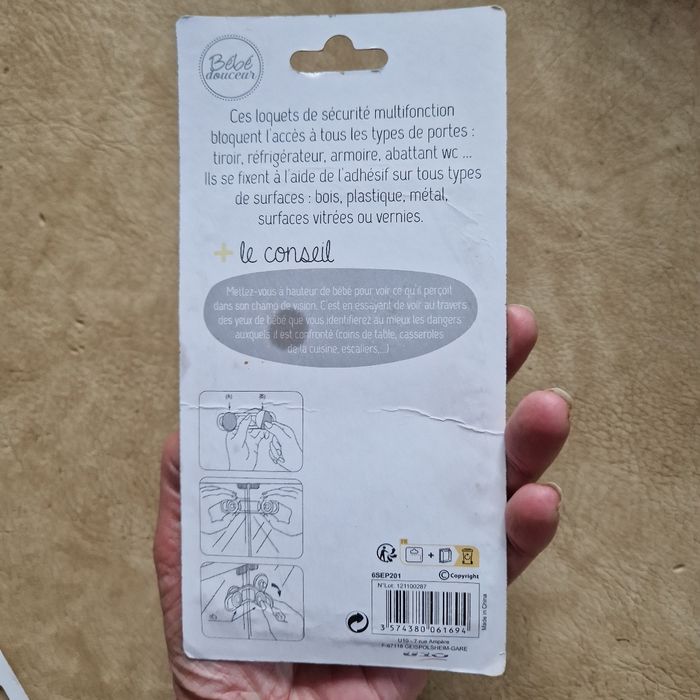 Bébé
douceur
Ces loquets de sécurité multifonction
bloquent l'accès à tous les types de portes :
tiroir, réfrigérateur, armoire, abattant wc ...
Ils se fixent à l'aide de l'adhésif sur tous types
de surfaces : bois, plastique, métal,
surfaces vitrées ou vernies.
+ le conseil
Mettez-vous à hauteur de bébé pour voir ce qu'il perçoit
dans son champ de vision. C'est en essayant de voir au travers
des yeux de bébé que vous identifierez au mieux les dangers
auxquels il est confronté (coins de table, casseroles
de la cuisine, escaliers,...)
(A) (B)
(C)
FR
+
6SEP201
© Copyright
N°Lot: 121100287
3 574380 061694
Made in China
U10 - 7 rue Ampère
F-67118 GEISPOLSHEIM-GARE
U10